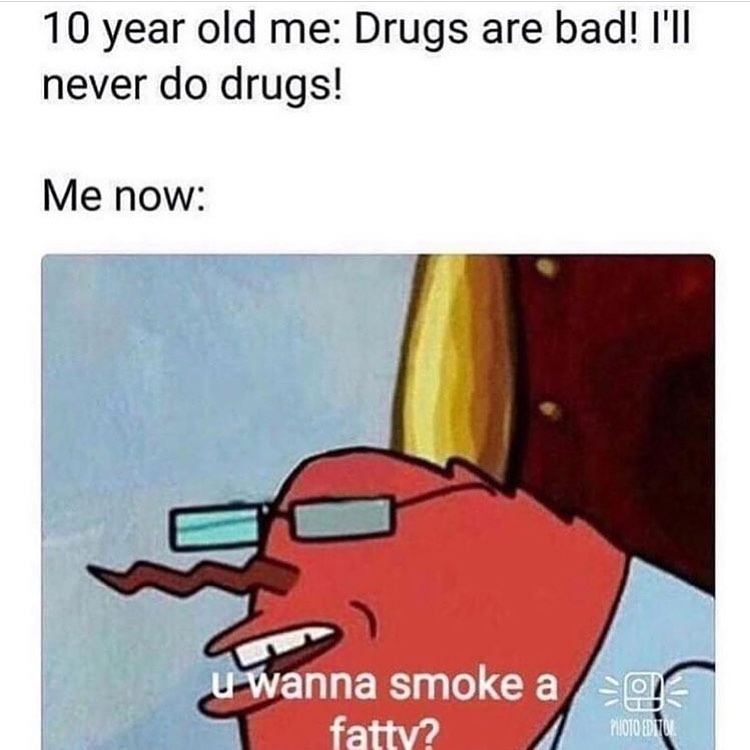 10 year old me: Drugs are bad! I'll
never do drugs!
Me now:
u wanna smoke a
fatty?
PHOTO EDITOR